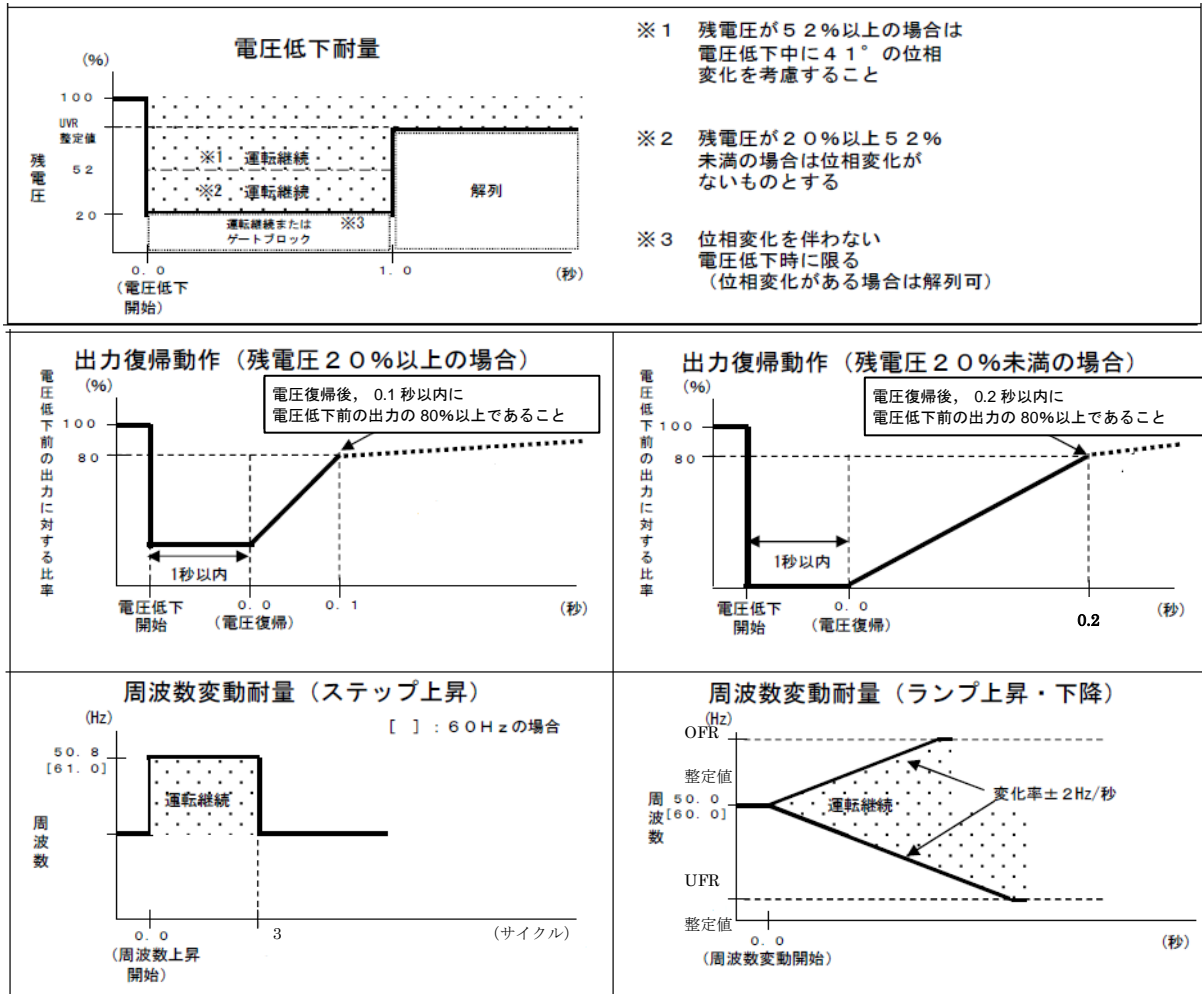 電圧低下耐量
(%)
100
UVR
整定値
52
20
残電圧
※1 運転継続
※2 運転継続
運転継続または
ゲートブロック
※3
解列
0.0
(電圧低下
開始)
1.0
(秒)
※1 残電圧が52%以上の場合は
電圧低下中に41°の位相
変化を考慮すること
※2 残電圧が20%以上52%
未満の場合は位相変化が
ないものとする
※3 位相変化を伴わない
電圧低下時に限る
(位相変化がある場合は解列可)
出力復帰動作(残電圧20%以上の場合)
電圧低下前の出力に対する比率
(%)
電圧復帰後, 0.1 秒以内に
電圧低下前の出力の 80%以上であること
100
80
1秒以内
電圧低下
開始
0.0
(電圧復帰)
0.1
(秒)
出力復帰動作(残電圧20%未満の場合)
電圧低下前の出力に対する比率
(%)
電圧復帰後, 0.2 秒以内に
電圧低下前の出力の 80%以上であること
100
80
1秒以内
電圧低下
開始
0.0
(電圧復帰)
0.2
(秒)
周波数変動耐量(ステップ上昇)
(Hz)
[ ]:60Hzの場合
50.8
[61.0]
運転継続
周波数
0.0
(周波数上昇
開始)
3
(サイクル)
周波数変動耐量(ランプ上昇・下降)
(Hz)
OFR
整定値
周波数
50.0
[60.0]
運転継続
変化率±2Hz/秒
UFR
整定値
0.0
(周波数変動開始)
(秒)